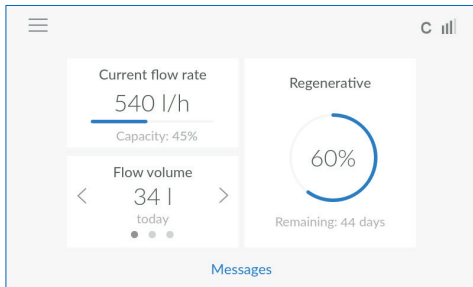 C
Current flow rate
540 l/h
Capacity: 45%
Flow volume
34 l
today
Regenerative
60%
Remaining: 44 days
Messages